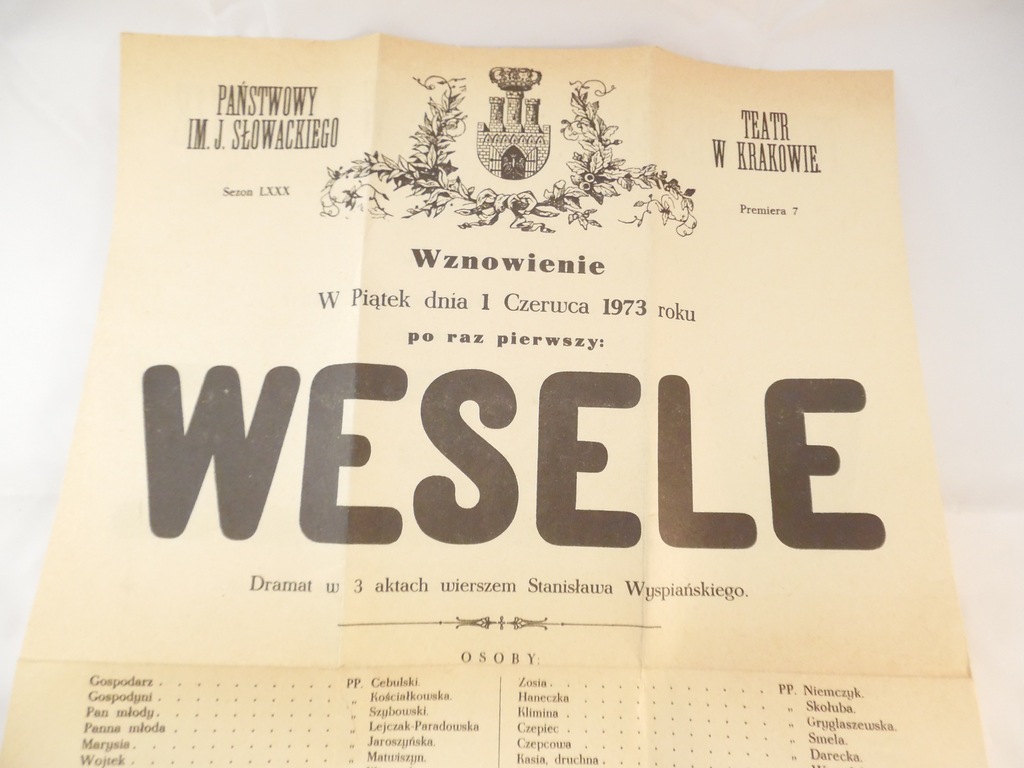 PAŃSTWOWY
IM. J. SŁOWACKIEGO
Sezon LXXX
TEATR
W KRAKOWIE
Premiera 7
Wznowienie
W Piątek dnia 1 Czerwca 1973 roku
po raz pierwszy:
WESELE
Dramat w 3 aktach wierszem Stanisława Wyspiańskiego.
OSOBY:
Gospodarz . . . . . . . . . PP. Cebulski.
Gospodyni . . . . . . . . . „ Kościałkowska.
Pan młody . . . . . . . . . „ Szybowski.
Panna młoda . . . . . . . . „ Lejczak-Paradowska
Marysia . . . . . . . . . . „ Jaroszyńska.
Wojtek . . . . . . . . . . „ Matwiszyn.
Zosia . . . . . . . . . . PP. Niemczyk.
Haneczka . . . . . . . . . „ Skołuba.
Klimina . . . . . . . . . „ Gryglaszewska.
Czepiec . . . . . . . . . „ Smela.
Czepcowa . . . . . . . . . „ Darecka.
Kasia, druchna . . . . . . „